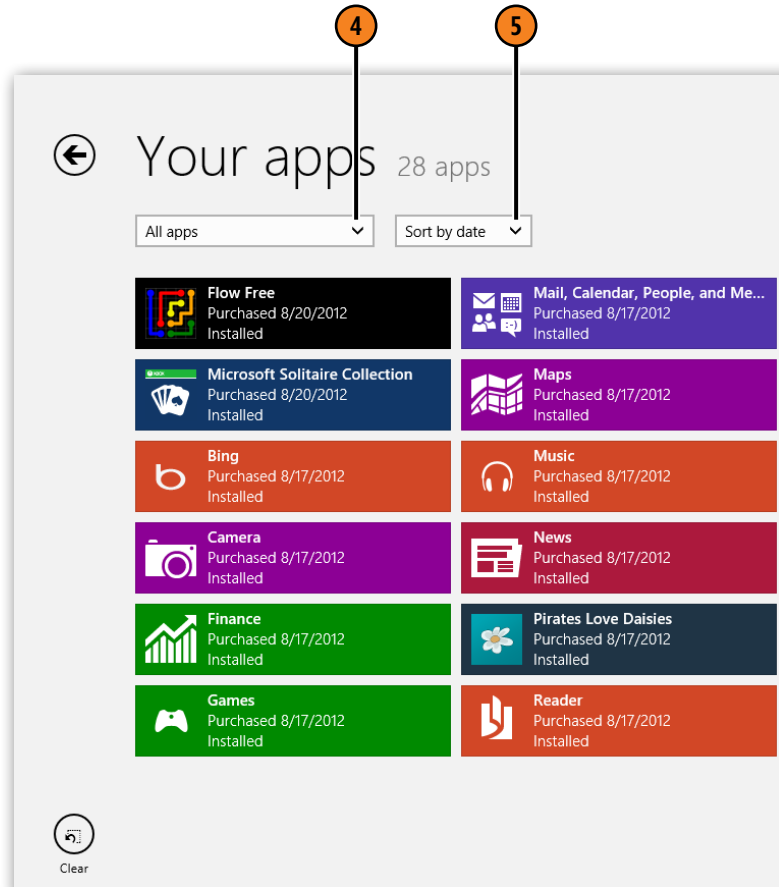 4
5
Your apps 28 apps
All apps
Sort by date
Flow Free
Purchased 8/20/2012
Installed
Mail, Calendar, People, and Me...
Purchased 8/17/2012
Installed
XBOX
Microsoft Solitaire Collection
Purchased 8/20/2012
Installed
Maps
Purchased 8/17/2012
Installed
Bing
Purchased 8/17/2012
Installed
Music
Purchased 8/17/2012
Installed
Camera
Purchased 8/17/2012
Installed
News
Purchased 8/17/2012
Installed
Finance
Purchased 8/17/2012
Installed
Pirates Love Daisies
Purchased 8/17/2012
Installed
Games
Purchased 8/17/2012
Installed
Reader
Purchased 8/17/2012
Installed
Clear